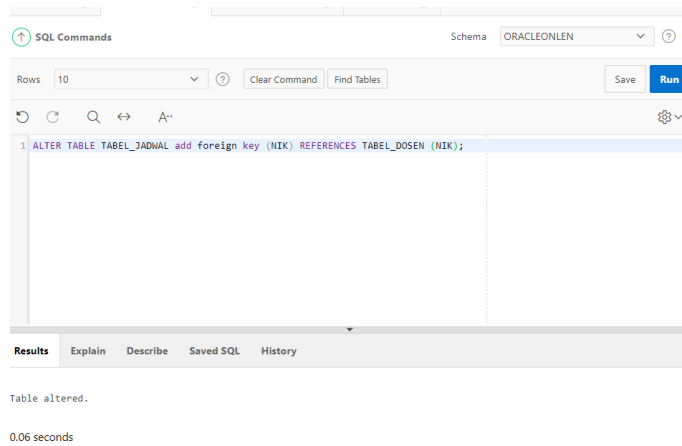 SQL Commands
Schema ORACLEONLEN
Rows 10 Clear Command Find Tables Save Run
A
1 ALTER TABLE TABEL_JADWAL add foreign key (NIK) REFERENCES TABEL_DOSEN (NIK);
Results Explain Describe Saved SQL History
Table altered.
0.06 seconds